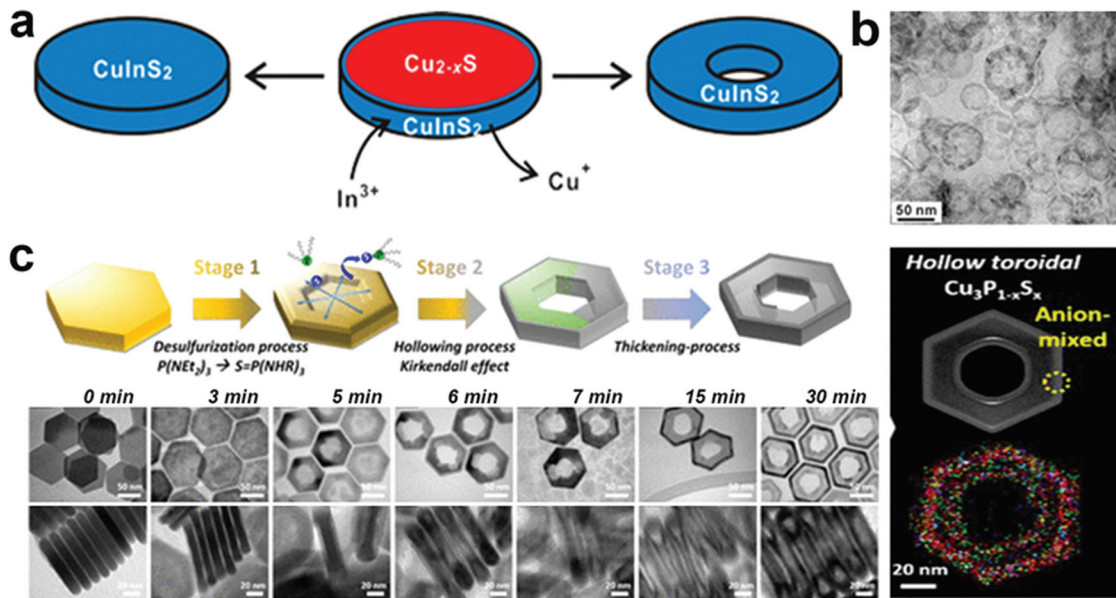 a
CuInS2
Cu2-xS
CuInS2
In3+
Cu+
CuInS2
b
50 nm
c
Stage 1
Stage 2
Stage 3
Desulfurization process
P(NEt2)3 → S=P(NHR)3
Hollowing process
Kirkendall effect
Thickening-process
0 min
3 min
5 min
6 min
7 min
15 min
30 min
50 nm
50 nm
50 nm
50 nm
50 nm
50 nm
50 nm
20 nm
20 nm
20 nm
20 nm
20 nm
20 nm
20 nm
Hollow toroidal
Cu3P1-xSx
Anion-
mixed
20 nm